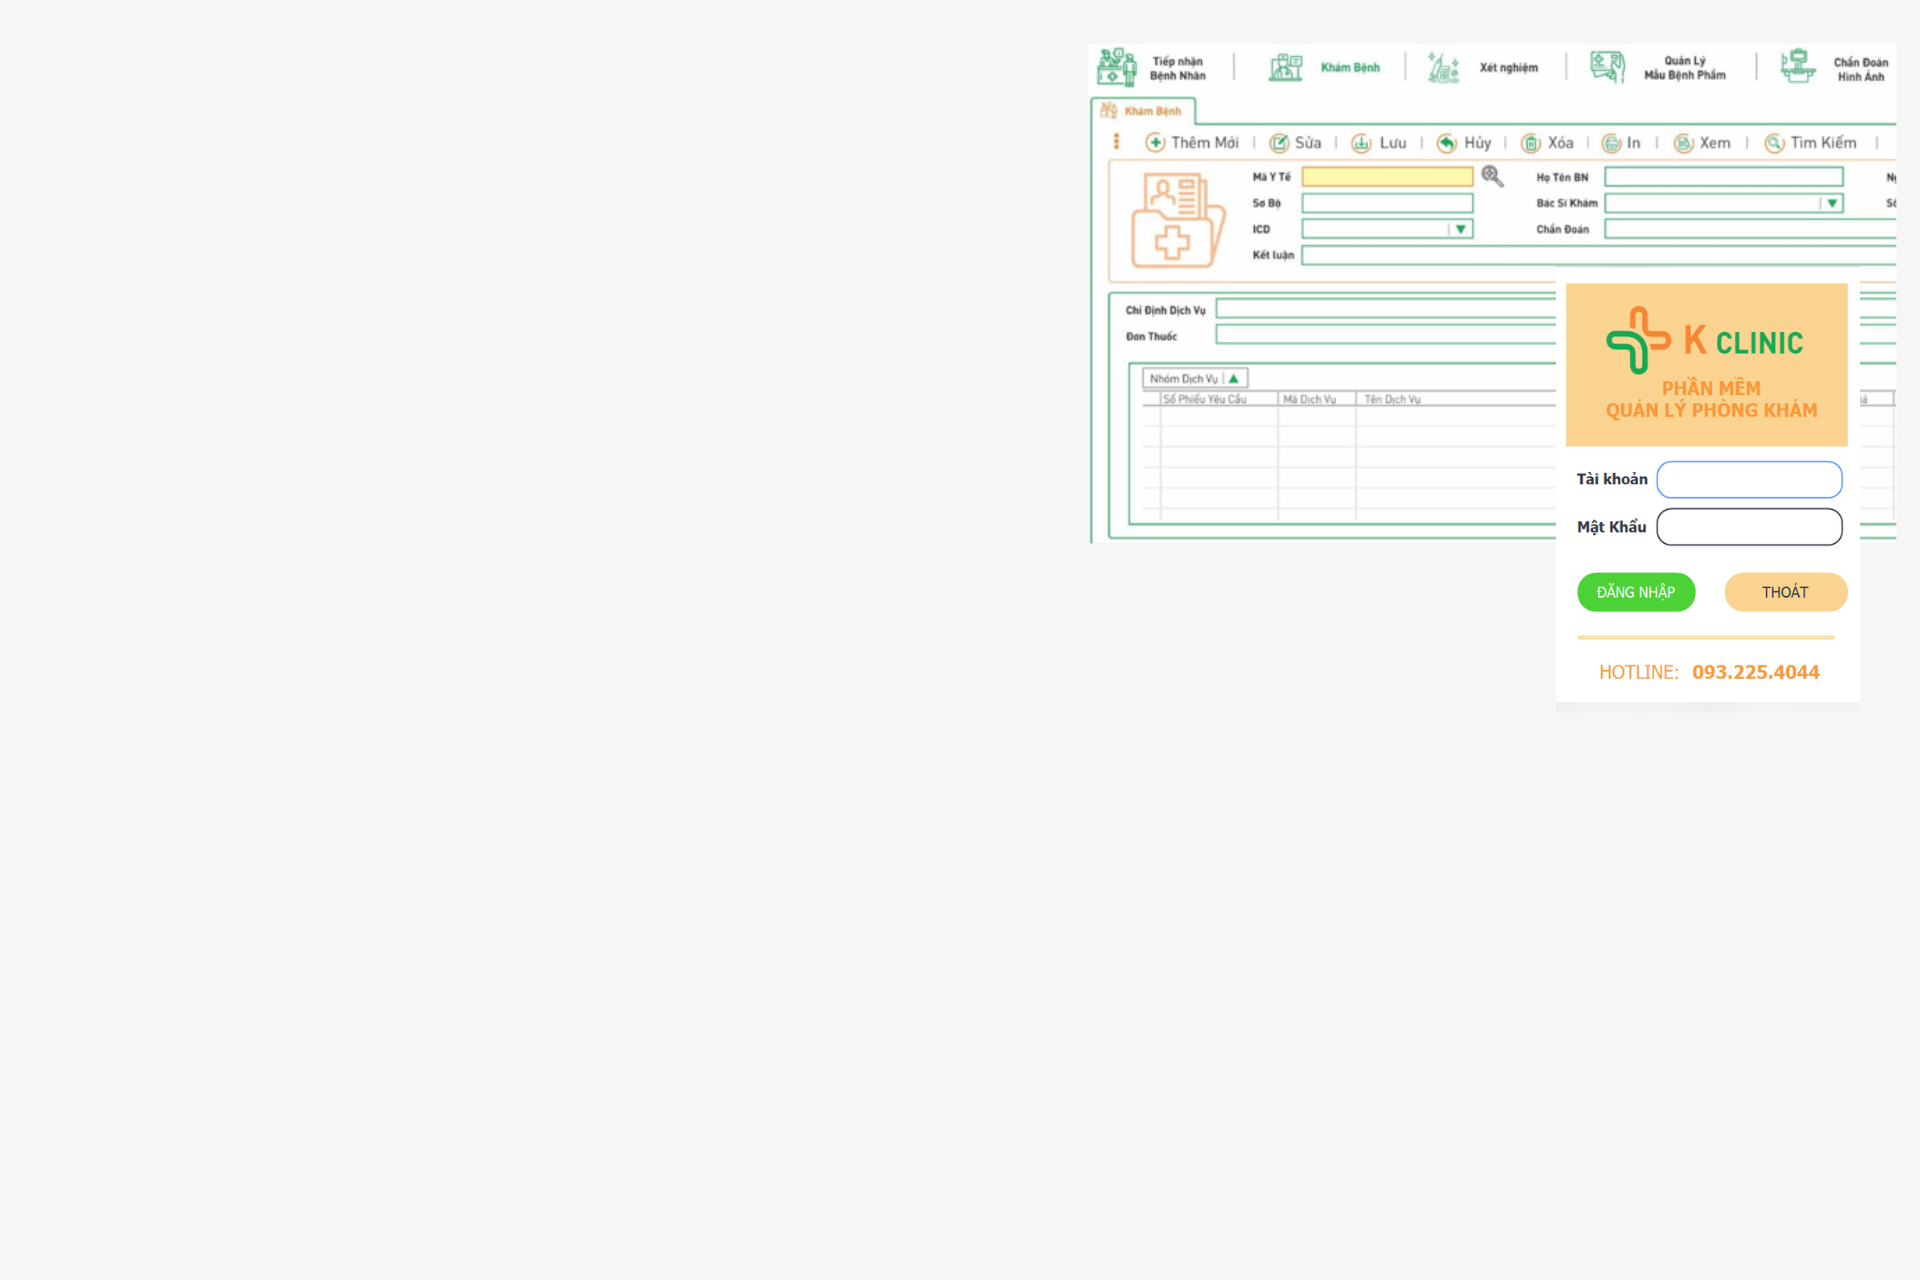 Tiếp nhận
Bệnh Nhân
Khám Bệnh
Xét nghiệm
Quản Lý
Mẫu Bệnh Phẩm
Chẩn Đoán
Hình Ảnh
Khám Bệnh
Thêm Mới
Sửa
Lưu
Hủy
Xóa
In
Xem
Tìm Kiếm
Mã Y Tế
Họ Tên BN
Sơ Bộ
Bác Sĩ Khám
ICD
Chẩn Đoán
Kết luận
Chỉ Định Dịch Vụ
Đơn Thuốc
Nhóm Dịch Vụ
Số Phiếu Yêu Cầu
Mã Dịch Vụ
Tên Dịch Vụ
K CLINIC
PHẦN MỀM
QUẢN LÝ PHÒNG KHÁM
Tài khoản
Mật Khẩu
ĐĂNG NHẬP
THOÁT
HOTLINE: 093.225.4044